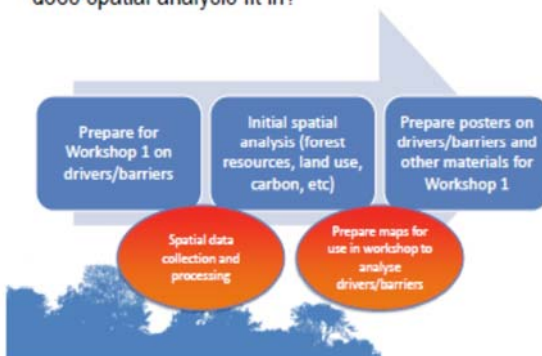 does spatial analysis fit in?
Prepare for
Workshop 1 on
drivers/barriers
Initial spatial
analysis (forest
resources, land use,
carbon, etc)
Prepare posters on
drivers/barriers and
other materials for
Workshop 1
Spatial data
collection and
processing
Prepare maps for
use in workshop to
analyse
drivers/barriers